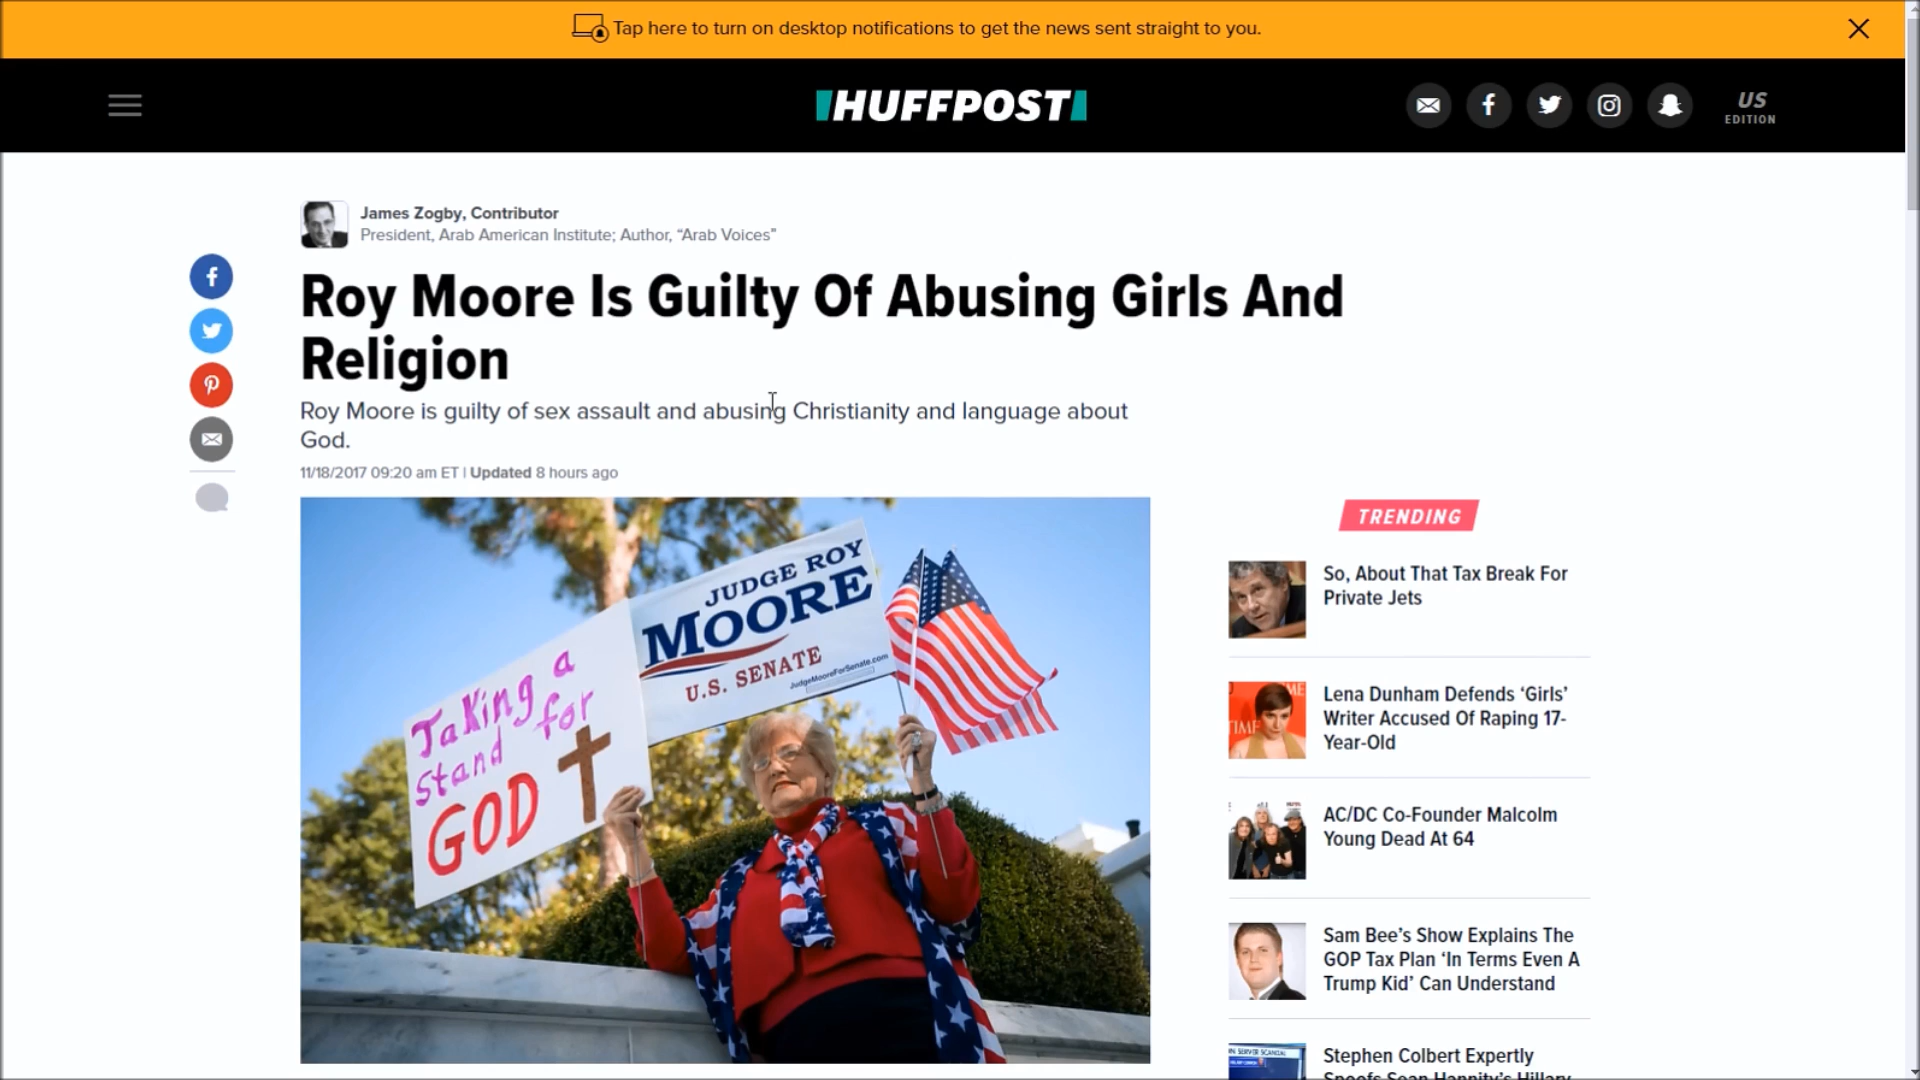 Tap here to turn on desktop notifications to get the news sent straight to you.
HUFFPOST
US
EDITION
James Zogby, Contributor
President, Arab American Institute; Author, “Arab Voices”
Roy Moore Is Guilty Of Abusing Girls And
Religion
Roy Moore is guilty of sex assault and abusing Christianity and language about
God.
11/18/2017 09:20 am ET | Updated 8 hours ago
JUDGE ROY
MOORE
U.S. SENATE
JudgeMooreForSenate.com
Taking a
stand for
GOD
TRENDING
So, About That Tax Break For
Private Jets
Lena Dunham Defends ‘Girls’
Writer Accused Of Raping 17-
Year-Old
AC/DC Co-Founder Malcolm
Young Dead At 64
Sam Bee’s Show Explains The
GOP Tax Plan ‘In Terms Even A
Trump Kid’ Can Understand
Stephen Colbert Expertly
Spoofs Sean Hannity’s Hillary